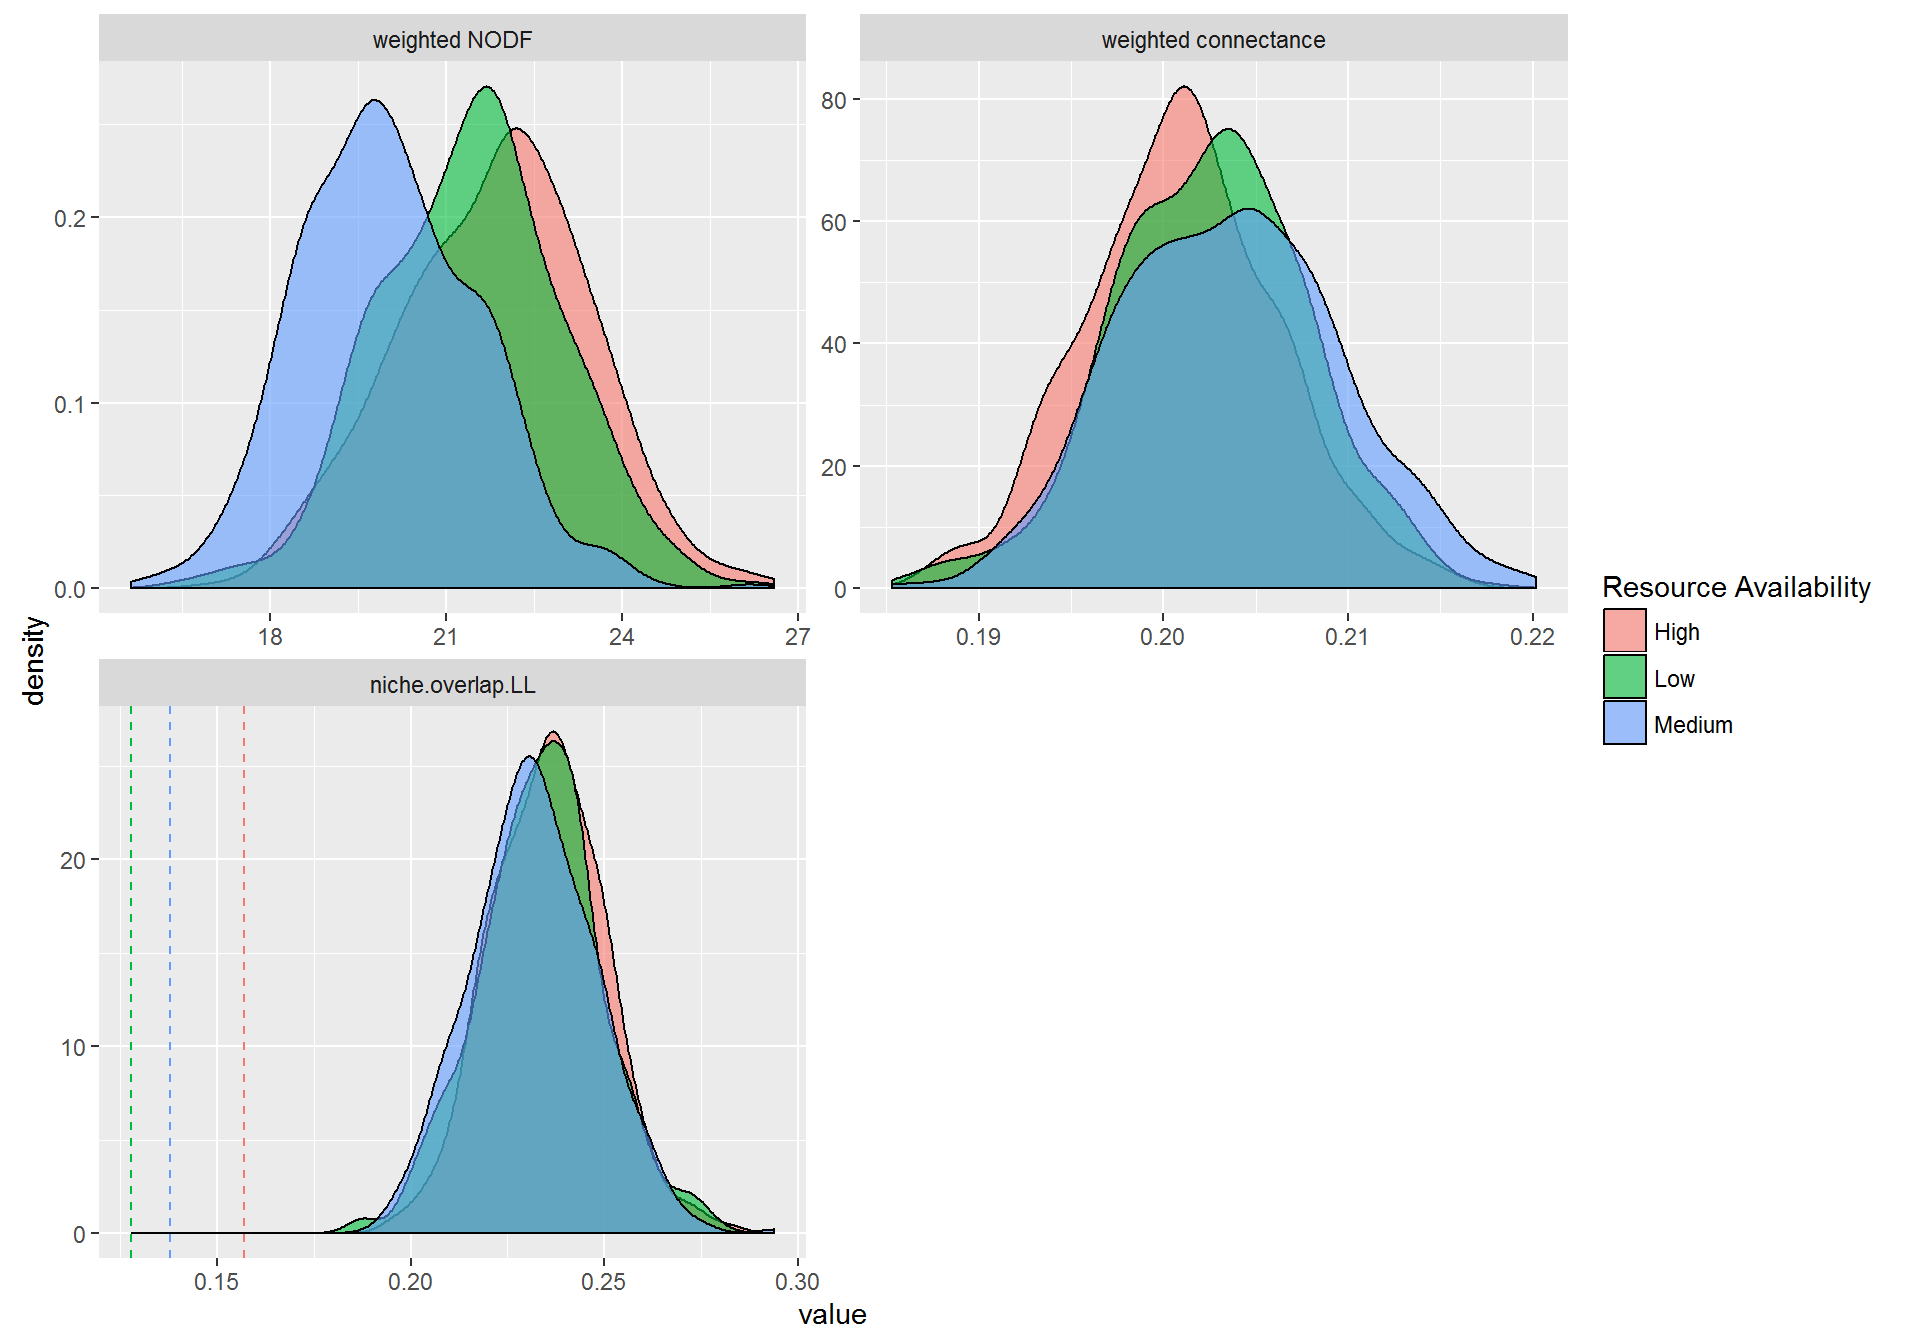 weighted NODF
weighted connectance
0.2
0.1
0.0
18 21 24 27
80
60
40
20
0
0.19 0.20 0.21 0.22
density
niche.overlap.LL
20
10
0
0.15 0.20 0.25 0.30
value
Resource Availability
High
Low
Medium